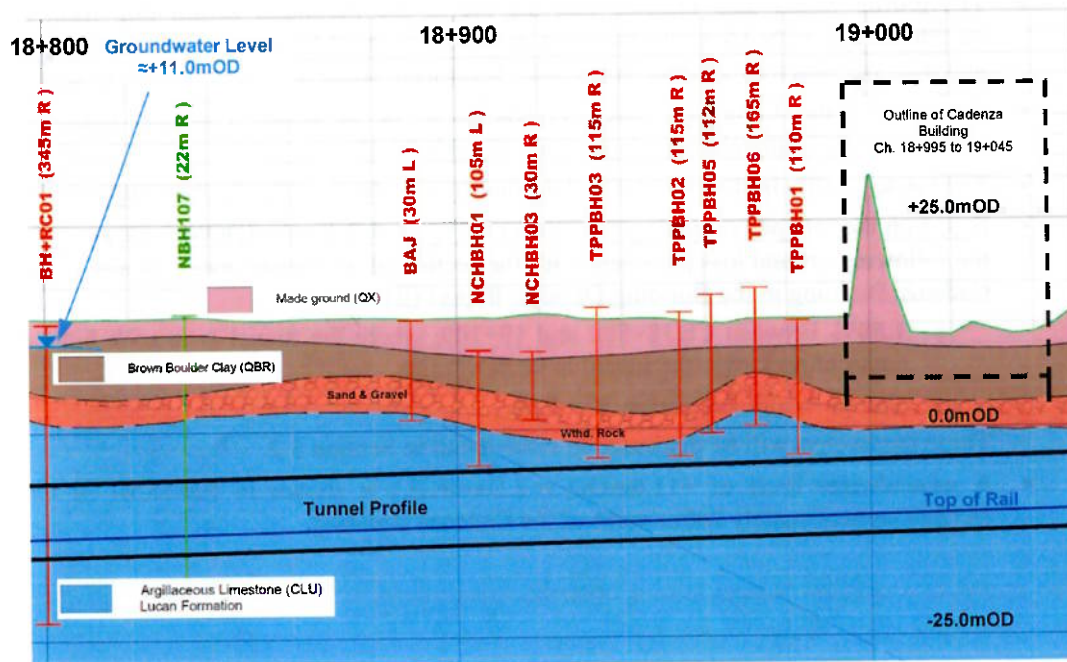 18+800
18+900
19+000
Groundwater Level
≈+11.0mOD
BH+RC01 (345m R)
NBH107 (22m R )
BAJ (30m L)
NCHBH01 (105m L )
NCHBH03 (30m R)
TPPBH03 (115m R)
TPPBH02 (115m R )
TPPBH05 (112m R)
TPPBH06 (165m R)
TPPBH01 (110m R)
Outline of Cadenza
Building
Ch. 18+995 to 19+045
+25.0mOD
Made ground (QX)
Brown Boulder Clay (QBR)
Sand & Gravel
Wthd. Rock
0.0mOD
Tunnel Profile
Top of Rail
Argillaceous Limestone (CLU)
Lucan Formation
-25.0mOD